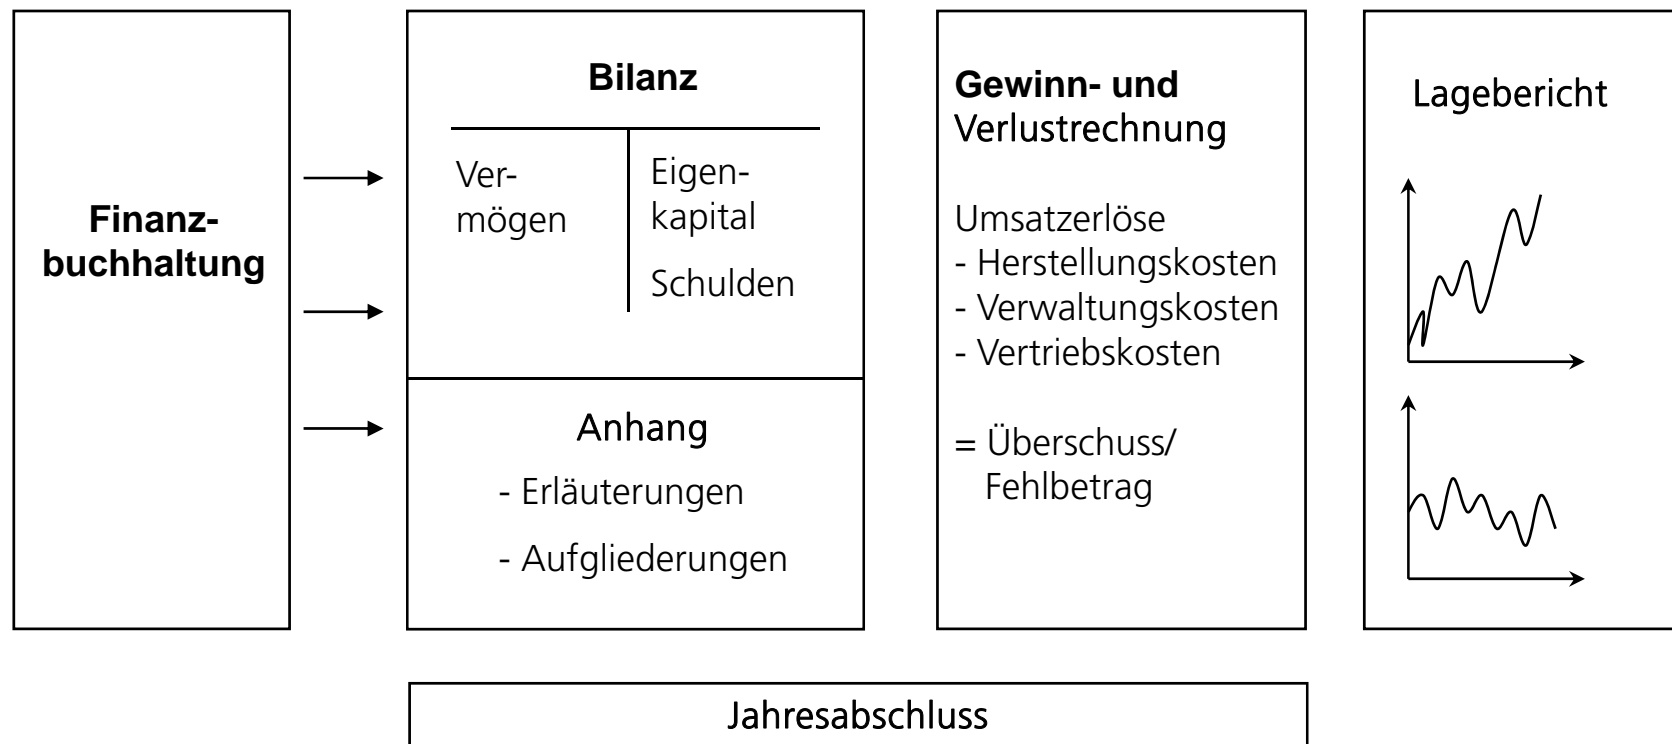 Finanz-
buchhaltung
Bilanz
Ver-
mögen
Eigen-
kapital
Schulden
Anhang
- Erläuterungen
- Aufgliederungen
Gewinn- und
Verlustrechnung
Umsatzerlöse
- Herstellungskosten
- Verwaltungskosten
- Vertriebskosten
= Überschuss/
Fehlbetrag
Lagebericht
Jahresabschluss